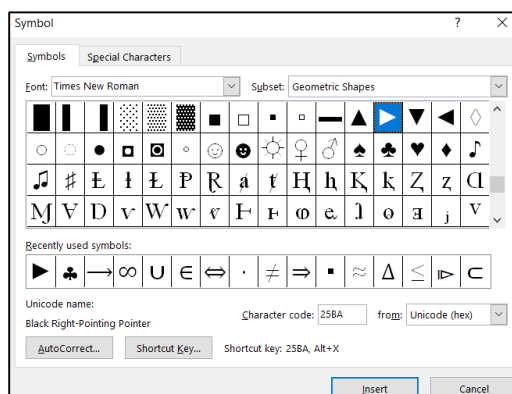 Symbol ? ×
Symbols Special Characters
Font: Times New Roman Subset: Geometric Shapes
█ ▌ ▐ ░ ▒ ▓ ■ □ ▪ ▫ ▬ ▲ ► ▼ ◄ ◊
○ ◌ ● ◘ ◙ ◦ ☺ ☻ ☼ ♀ ♂ ♠ ♣ ♥ ♦ ♪
♫ ♯ Ⱡ ⱡ Ɫ Ᵽ Ɽ ⱥ ⱦ Ⱨ ⱨ Ⱪ ⱪ Ⱬ ⱬ Ɑ
Ɱ Ɐ D ⱱ Ⱳ ⱳ ⱴ Ⱶ ⱶ ⱷ ⱸ ⱹ ⱺ ⱻ ⱼ ⱽ
Recently used symbols:
► ♣ → ∞ ∪ ∈ ⇔ · ≠ ⇒ ▪ ≈ Δ ≤ ⊂
Unicode name:
Black Right-Pointing Pointer
Character code: 25BA from: Unicode (hex)
AutoCorrect... Shortcut Key... Shortcut key: 25BA, Alt+X
Insert Cancel